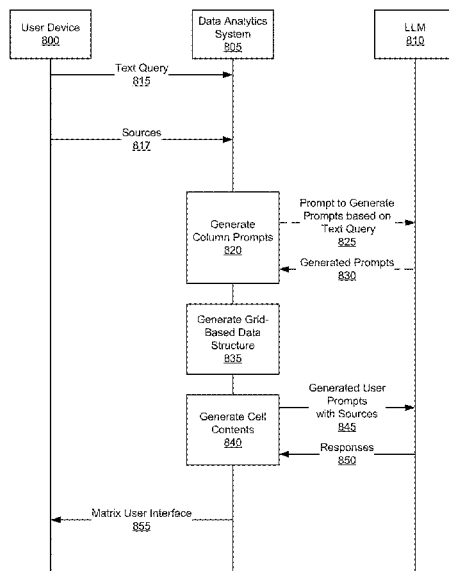 User Device
800
Data Analytics
System
805
LLM
810
Text Query
815
Sources
817
Generate
Column Prompts
820
Prompt to Generate
Prompts based on
Text Query
825
Generated Prompts
830
Generate Grid-
Based Data
Structure
835
Generate Cell
Contents
840
Generated User
Prompts
with Sources
845
Responses
850
Matrix User Interface
855